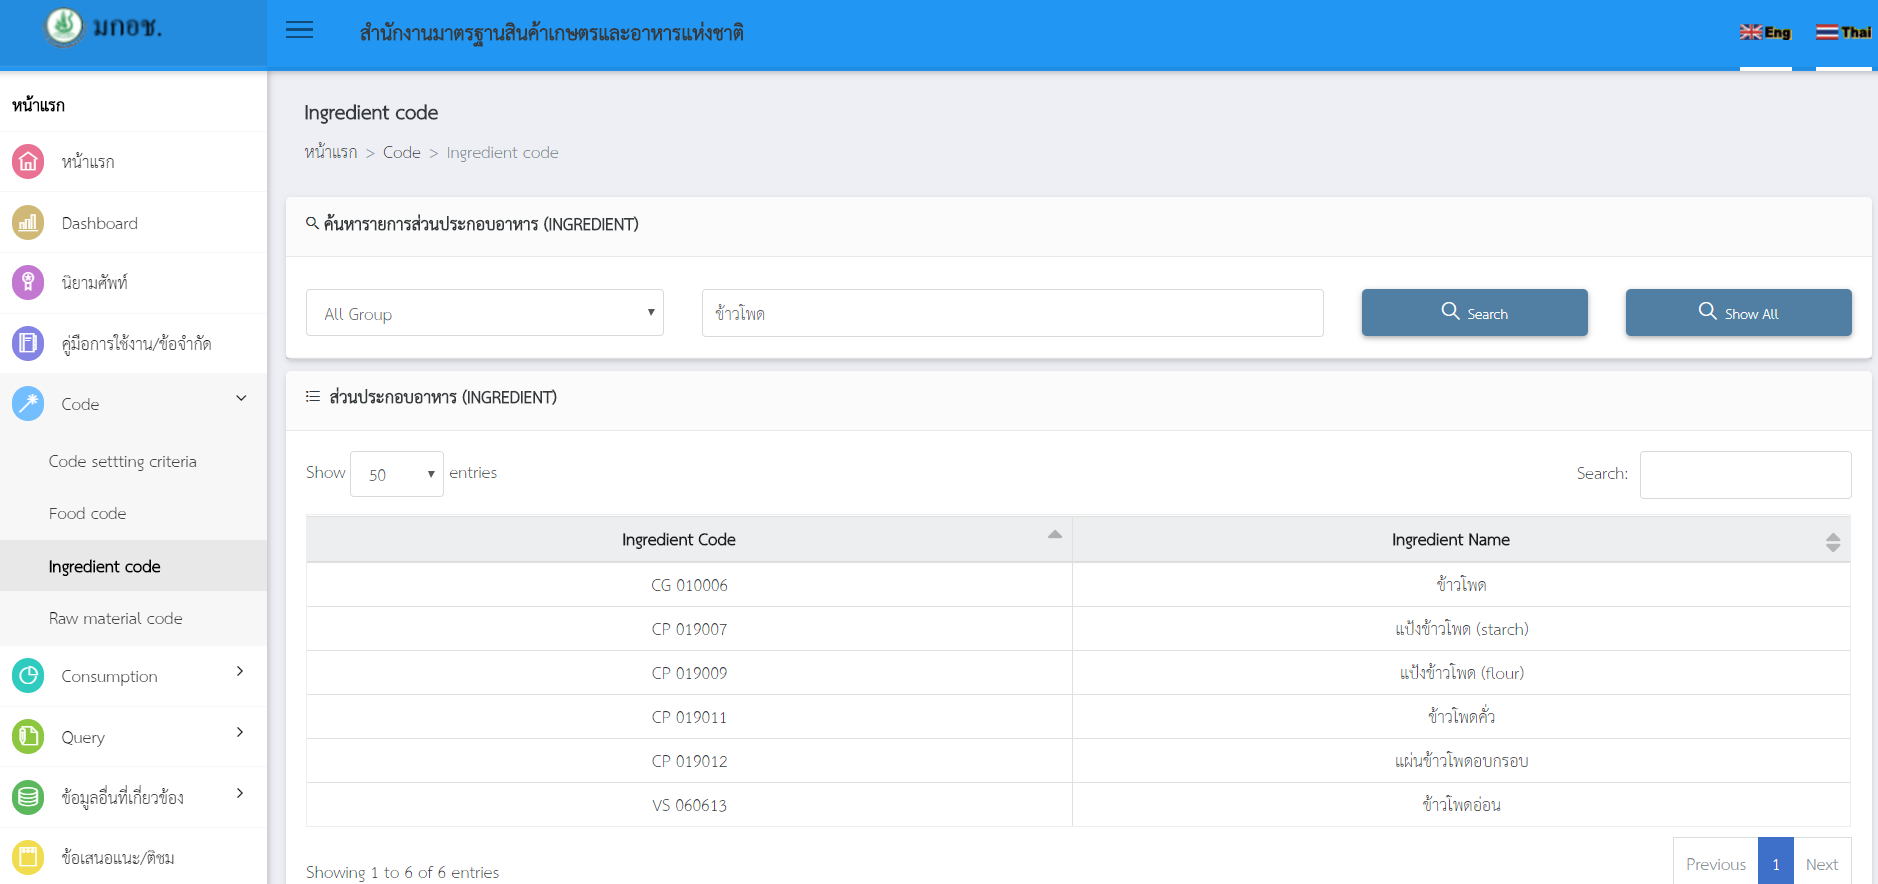 มกอช.
สำนักงานมาตรฐานสินค้าเกษตรและอาหารแห่งชาติ
Eng
Thai
หน้าแรก
หน้าแรก
Dashboard
นิยามศัพท์
คู่มือการใช้งาน/ข้อจำกัด
Code
Code settting criteria
Food code
Ingredient code
Raw material code
Consumption
Query
ข้อมูลอื่นที่เกี่ยวข้อง
ข้อเสนอแนะ/ติชม
Ingredient code
หน้าแรก > Code > Ingredient code
ค้นหารายการส่วนประกอบอาหาร (INGREDIENT)
All Group
ข้าวโพด
Search
Show All
ส่วนประกอบอาหาร (INGREDIENT)
Show 50 entries
Search:
Ingredient Code Ingredient Name
CG 010006 ข้าวโพด
CP 019007 แป้งข้าวโพด (starch)
CP 019009 แป้งข้าวโพด (flour)
CP 019011 ข้าวโพดคั่ว
CP 019012 แผ่นข้าวโพดอบกรอบ
VS 060613 ข้าวโพดอ่อน
Showing 1 to 6 of 6 entries
Previous 1 Next